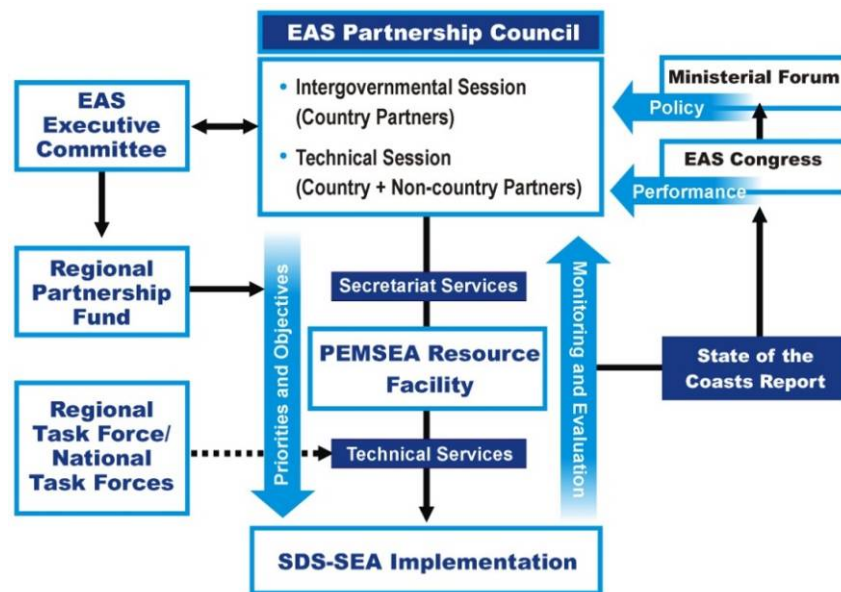 EAS Partnership Council
• Intergovernmental Session
(Country Partners)
• Technical Session
(Country + Non-country Partners)
EAS
Executive
Committee
Regional
Partnership
Fund
Regional
Task Force/
National
Task Forces
Priorities and Objectives
Secretariat Services
PEMSEA Resource
Facility
Technical Services
SDS-SEA Implementation
Monitoring and Evaluation
Ministerial Forum
Policy
EAS Congress
Performance
State of the
Coasts Report